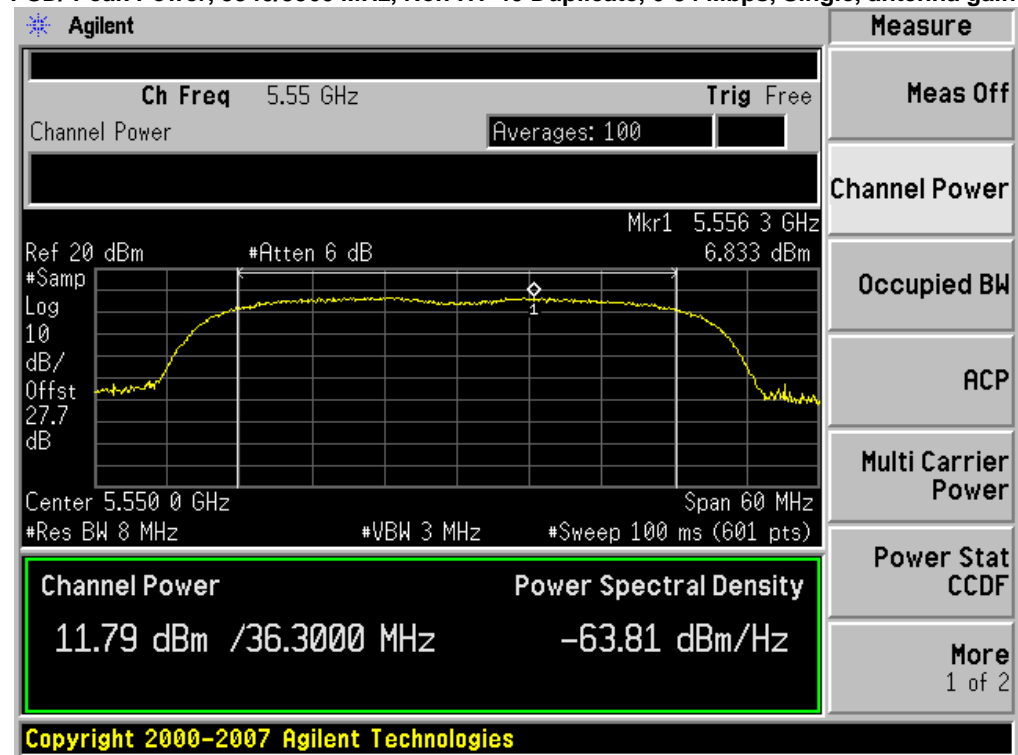 Agilent
Measure
Ch Freq 5.55 GHz Trig Free
Meas Off
Channel Power Averages: 100
Channel Power
Mkr1 5.556 3 GHz
Ref 20 dBm #Atten 6 dB 6.833 dBm
#Samp
Log
10
dB/
Offst
27.7
dB
1
Occupied BW
ACP
Multi Carrier
Power
Center 5.550 0 GHz Span 60 MHz
#Res BW 8 MHz #VBW 3 MHz #Sweep 100 ms (601 pts)
Power Stat
CCDF
Channel Power Power Spectral Density
11.79 dBm /36.3000 MHz -63.81 dBm/Hz
More
1 of 2
Copyright 2000-2007 Agilent Technologies